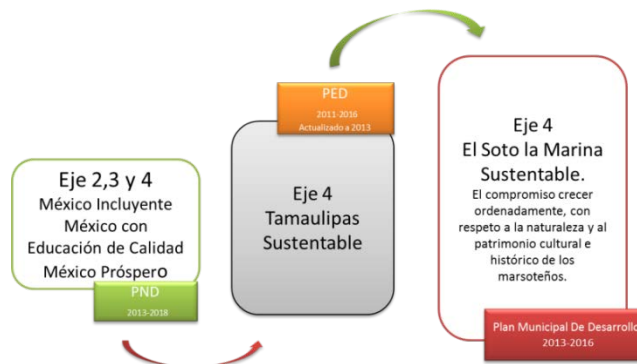 Eje 2,3 y 4
México Incluyente
México con
Educación de Calidad
México Próspero
PND
2013-2018
PED
2011-2016
Actualizado a 2013
Eje 4
Tamaulipas
Sustentable
Eje 4
El Soto la Marina
Sustentable.
El compromiso crecer
ordenadamente, con
respeto a la naturaleza y al
patrimonio cultural e
histórico de los
marsoteños.
Plan Municipal De Desarrollo
2013-2016